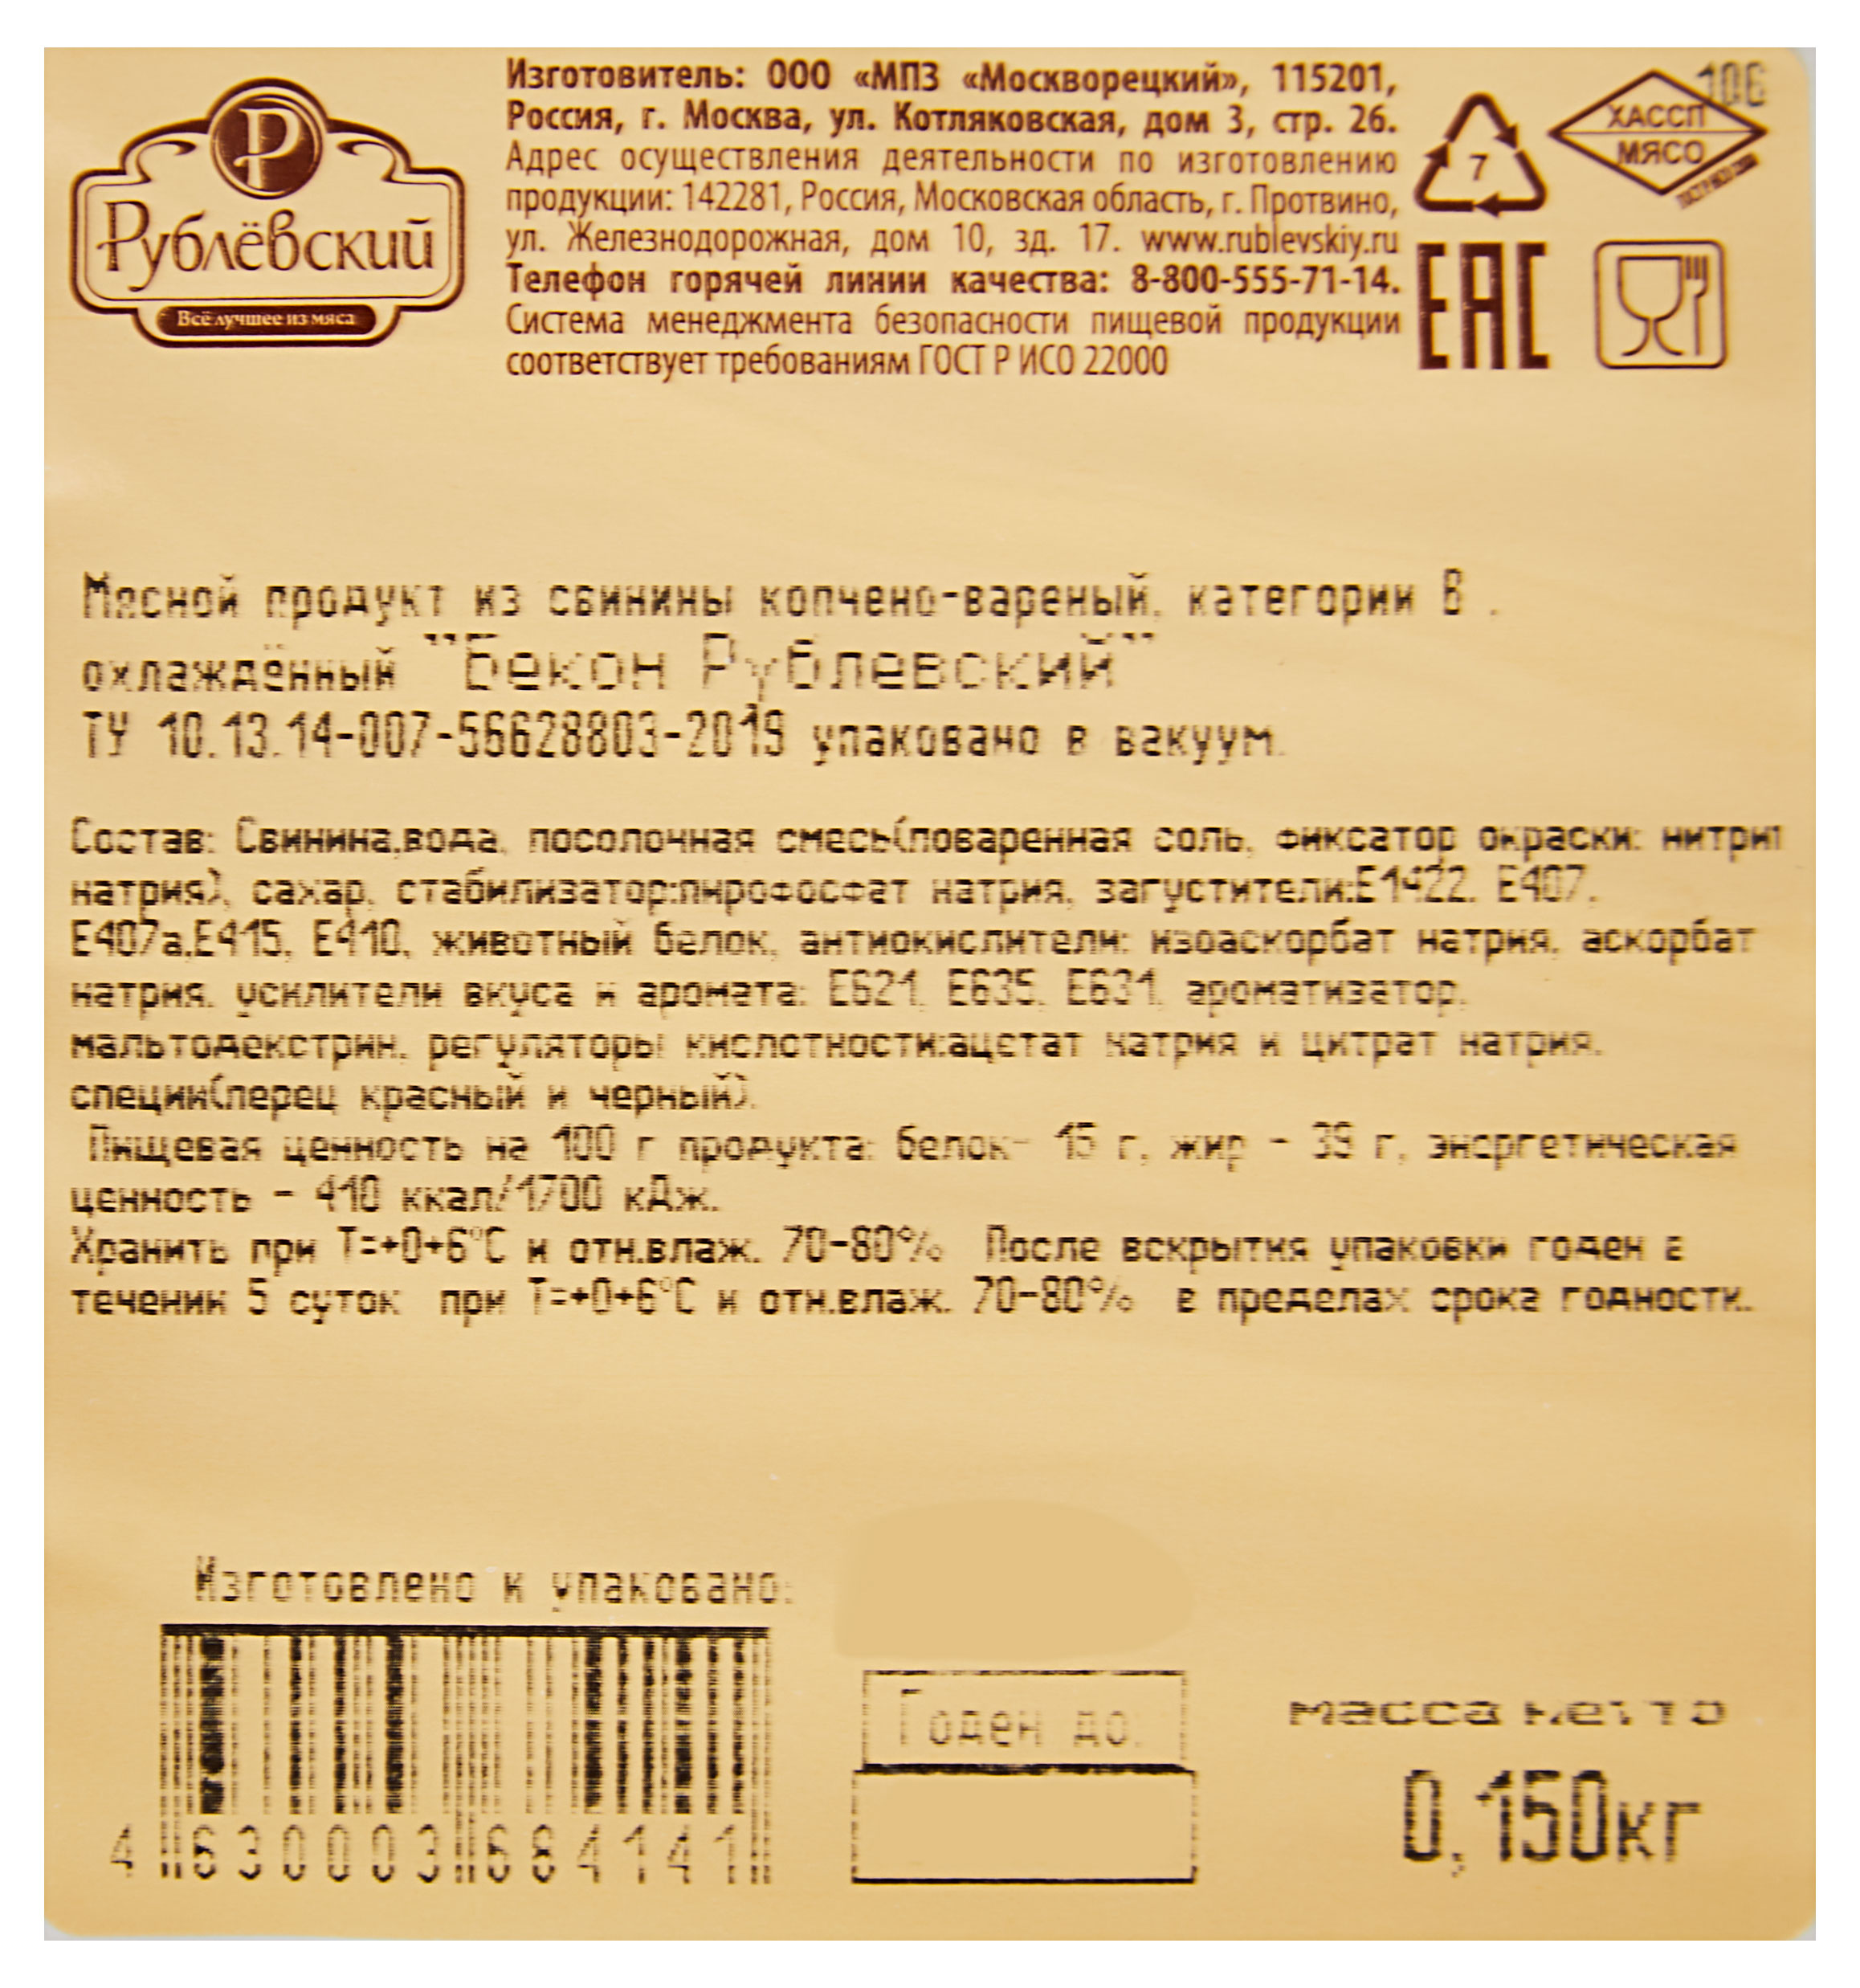 Рублёвский
Всё лучшее из мяса
Изготовитель: ООО «МПЗ «Москворецкий», 115201,
Россия, г. Москва, ул. Котляковская, дом 3, стр. 26.
Адрес осуществления деятельности по изготовлению
продукции: 142281, Россия, Московская область, г. Протвино,
ул. Железнодорожная, дом 10, зд. 17. www.rublevskiy.ru
Телефон горячей линии качества: 8-800-555-71-14.
Система менеджмента безопасности пищевой продукции
соответствует требованиям ГОСТ Р ИСО 22000
7
106
ХАССП
МЯСО
EAC
Мясной продукт из свинины копчено-вареный, категории В ,
охлаждённый "Бекон Рублевский"
ТУ 10.13.14-007-56628803-2019 упаковано в вакуум.
Состав: Свинина,вода, посолочная смесь(поваренная соль, фиксатор окраски: нитрит
натрия), сахар, стабилизатор:пирофосфат натрия, загустители:Е1422, Е407,
Е407а,Е415, Е410, животный белок, антиокислители: изоаскорбат натрия, аскорбат
натрия, усилители вкуса и аромата: Е621, Е635, Е631, ароматизатор,
мальтодекстрин, регуляторы кислотности:ацетат натрия и цитрат натрия,
специи(перец красный и черный).
Пищевая ценность на 100 г продукта: белок- 15 г, жир - 39 г, энергетическая
ценность - 410 ккал/1700 кДж.
Хранить при Т=+0+6°С и отн.влаж. 70-80% После вскрытия упаковки годен в
течении 5 суток при Т=+0+6°С и отн.влаж. 70-80% в пределах срока годности.
Изготовлено и упаковано:
4 630003 684141
Годен до:
масса нетто
0,150кг